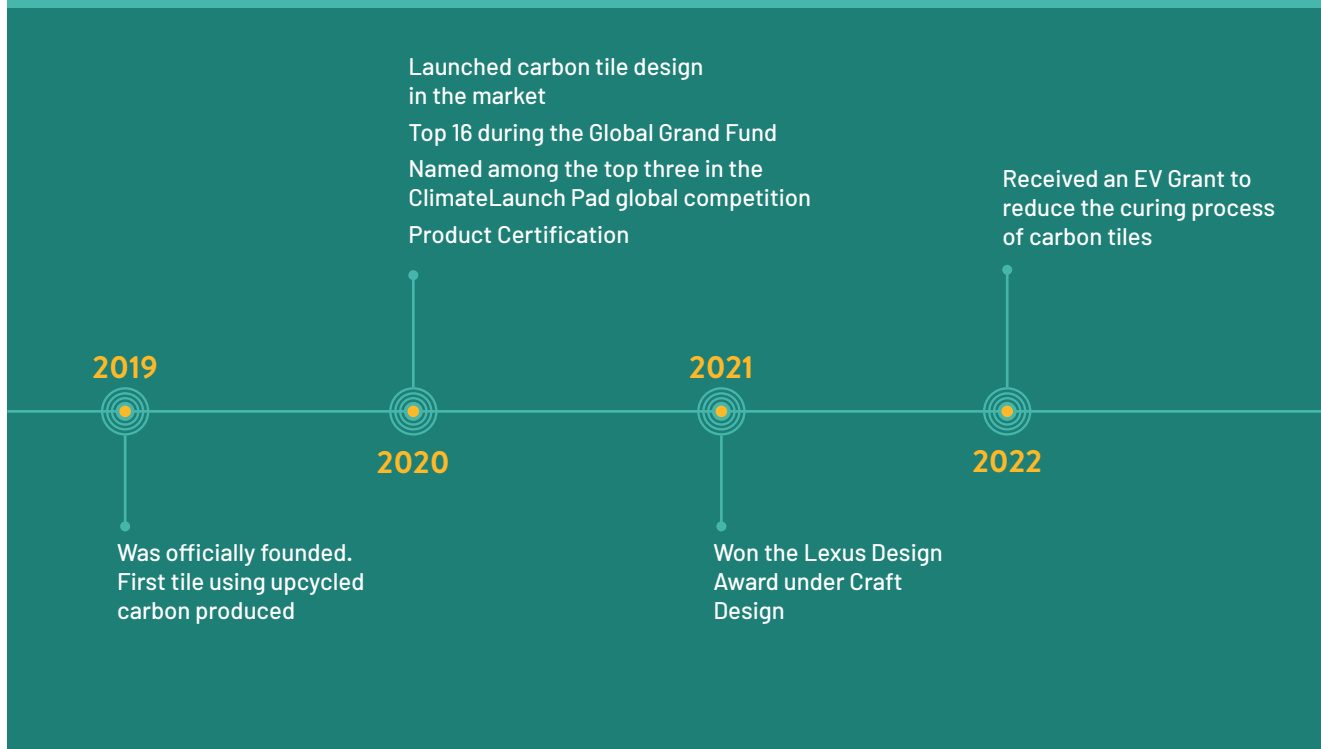 2019
Was officially founded.
First tile using upcycled
carbon produced
Launched carbon tile design
in the market
Top 16 during the Global Grand Fund
Named among the top three in the
ClimateLaunch Pad global competition
Product Certification
2020
2021
Won the Lexus Design
Award under Craft
Design
Received an EV Grant to
reduce the curing process
of carbon tiles
2022